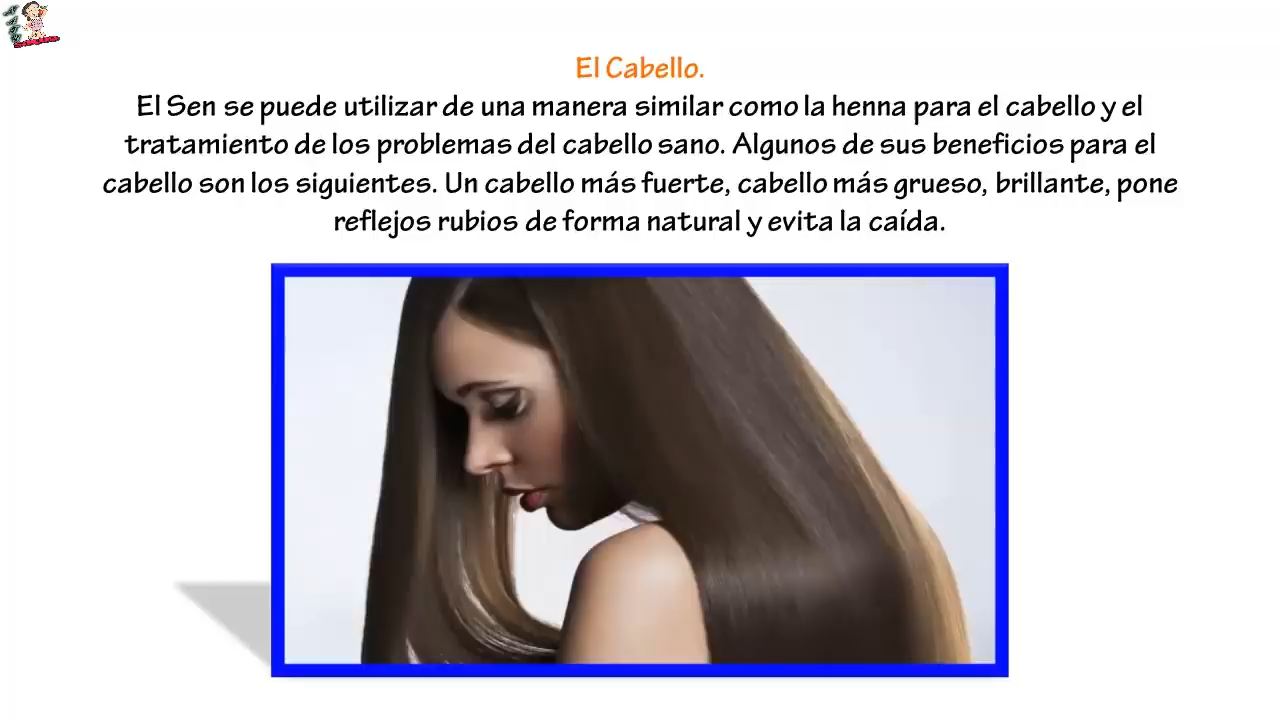 El Cabello.
El Sen se puede utilizar de una manera similar como la henna para el cabello y el
tratamiento de los problemas del cabello sano. Algunos de sus beneficios para el
cabello son los siguientes. Un cabello más fuerte, cabello más grueso, brillante, pone
reflejos rubios de forma natural y evita la caída.